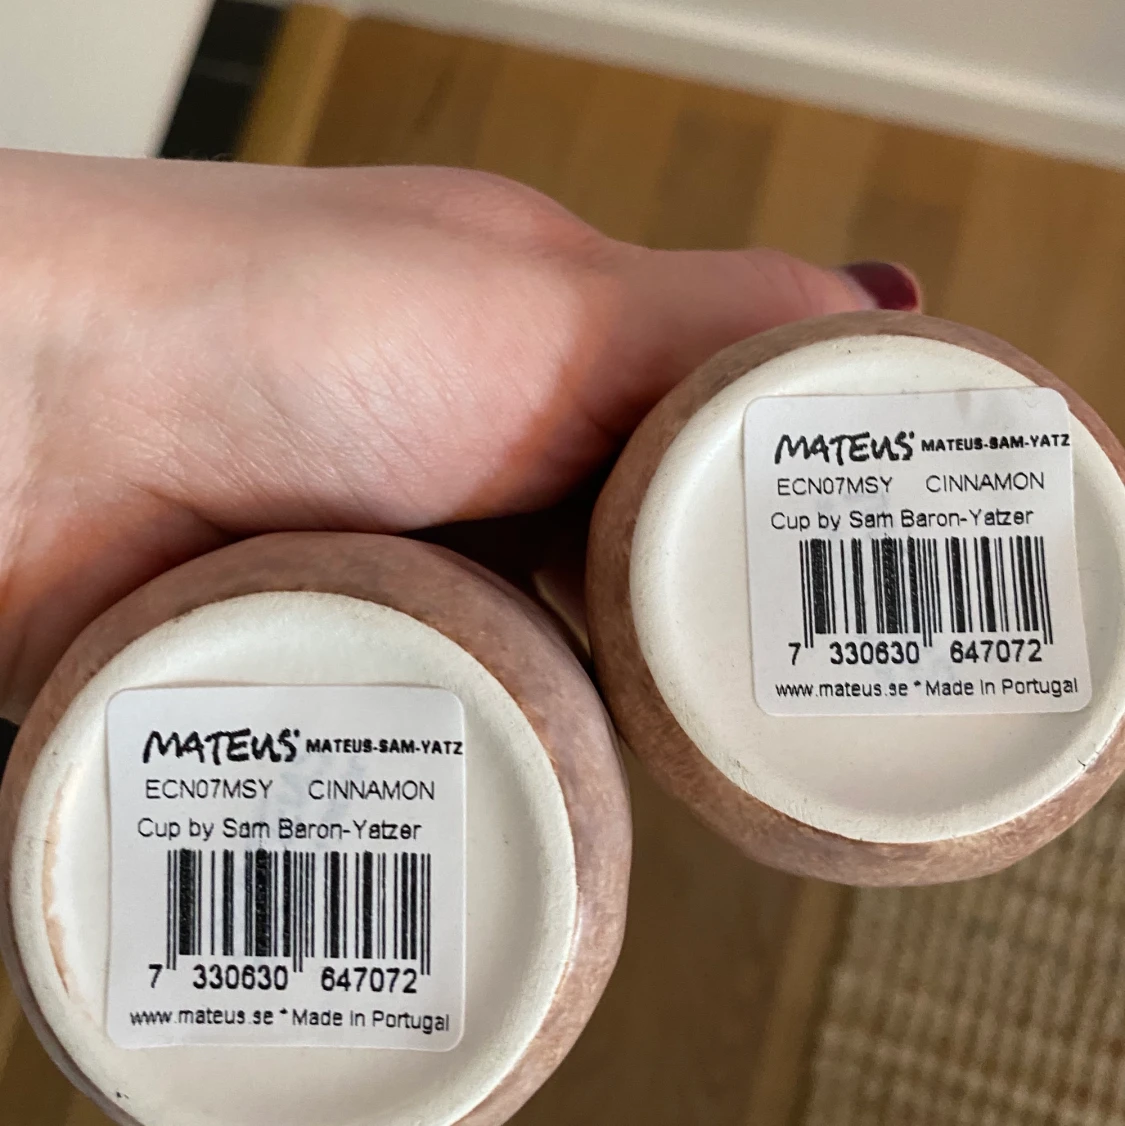 MATEUS MATEUS-SAM-YATZ
ECN07MSY CINNAMON
Cup by Sam Baron-Yatzer
7 330630 647072
www.mateus.se * Made in Portugal
MATEUS MATEUS-SAM-YATZ
ECN07MSY CINNAMON
Cup by Sam Baron-Yatzer
7 330630 647072
www.mateus.se * Made in Portugal